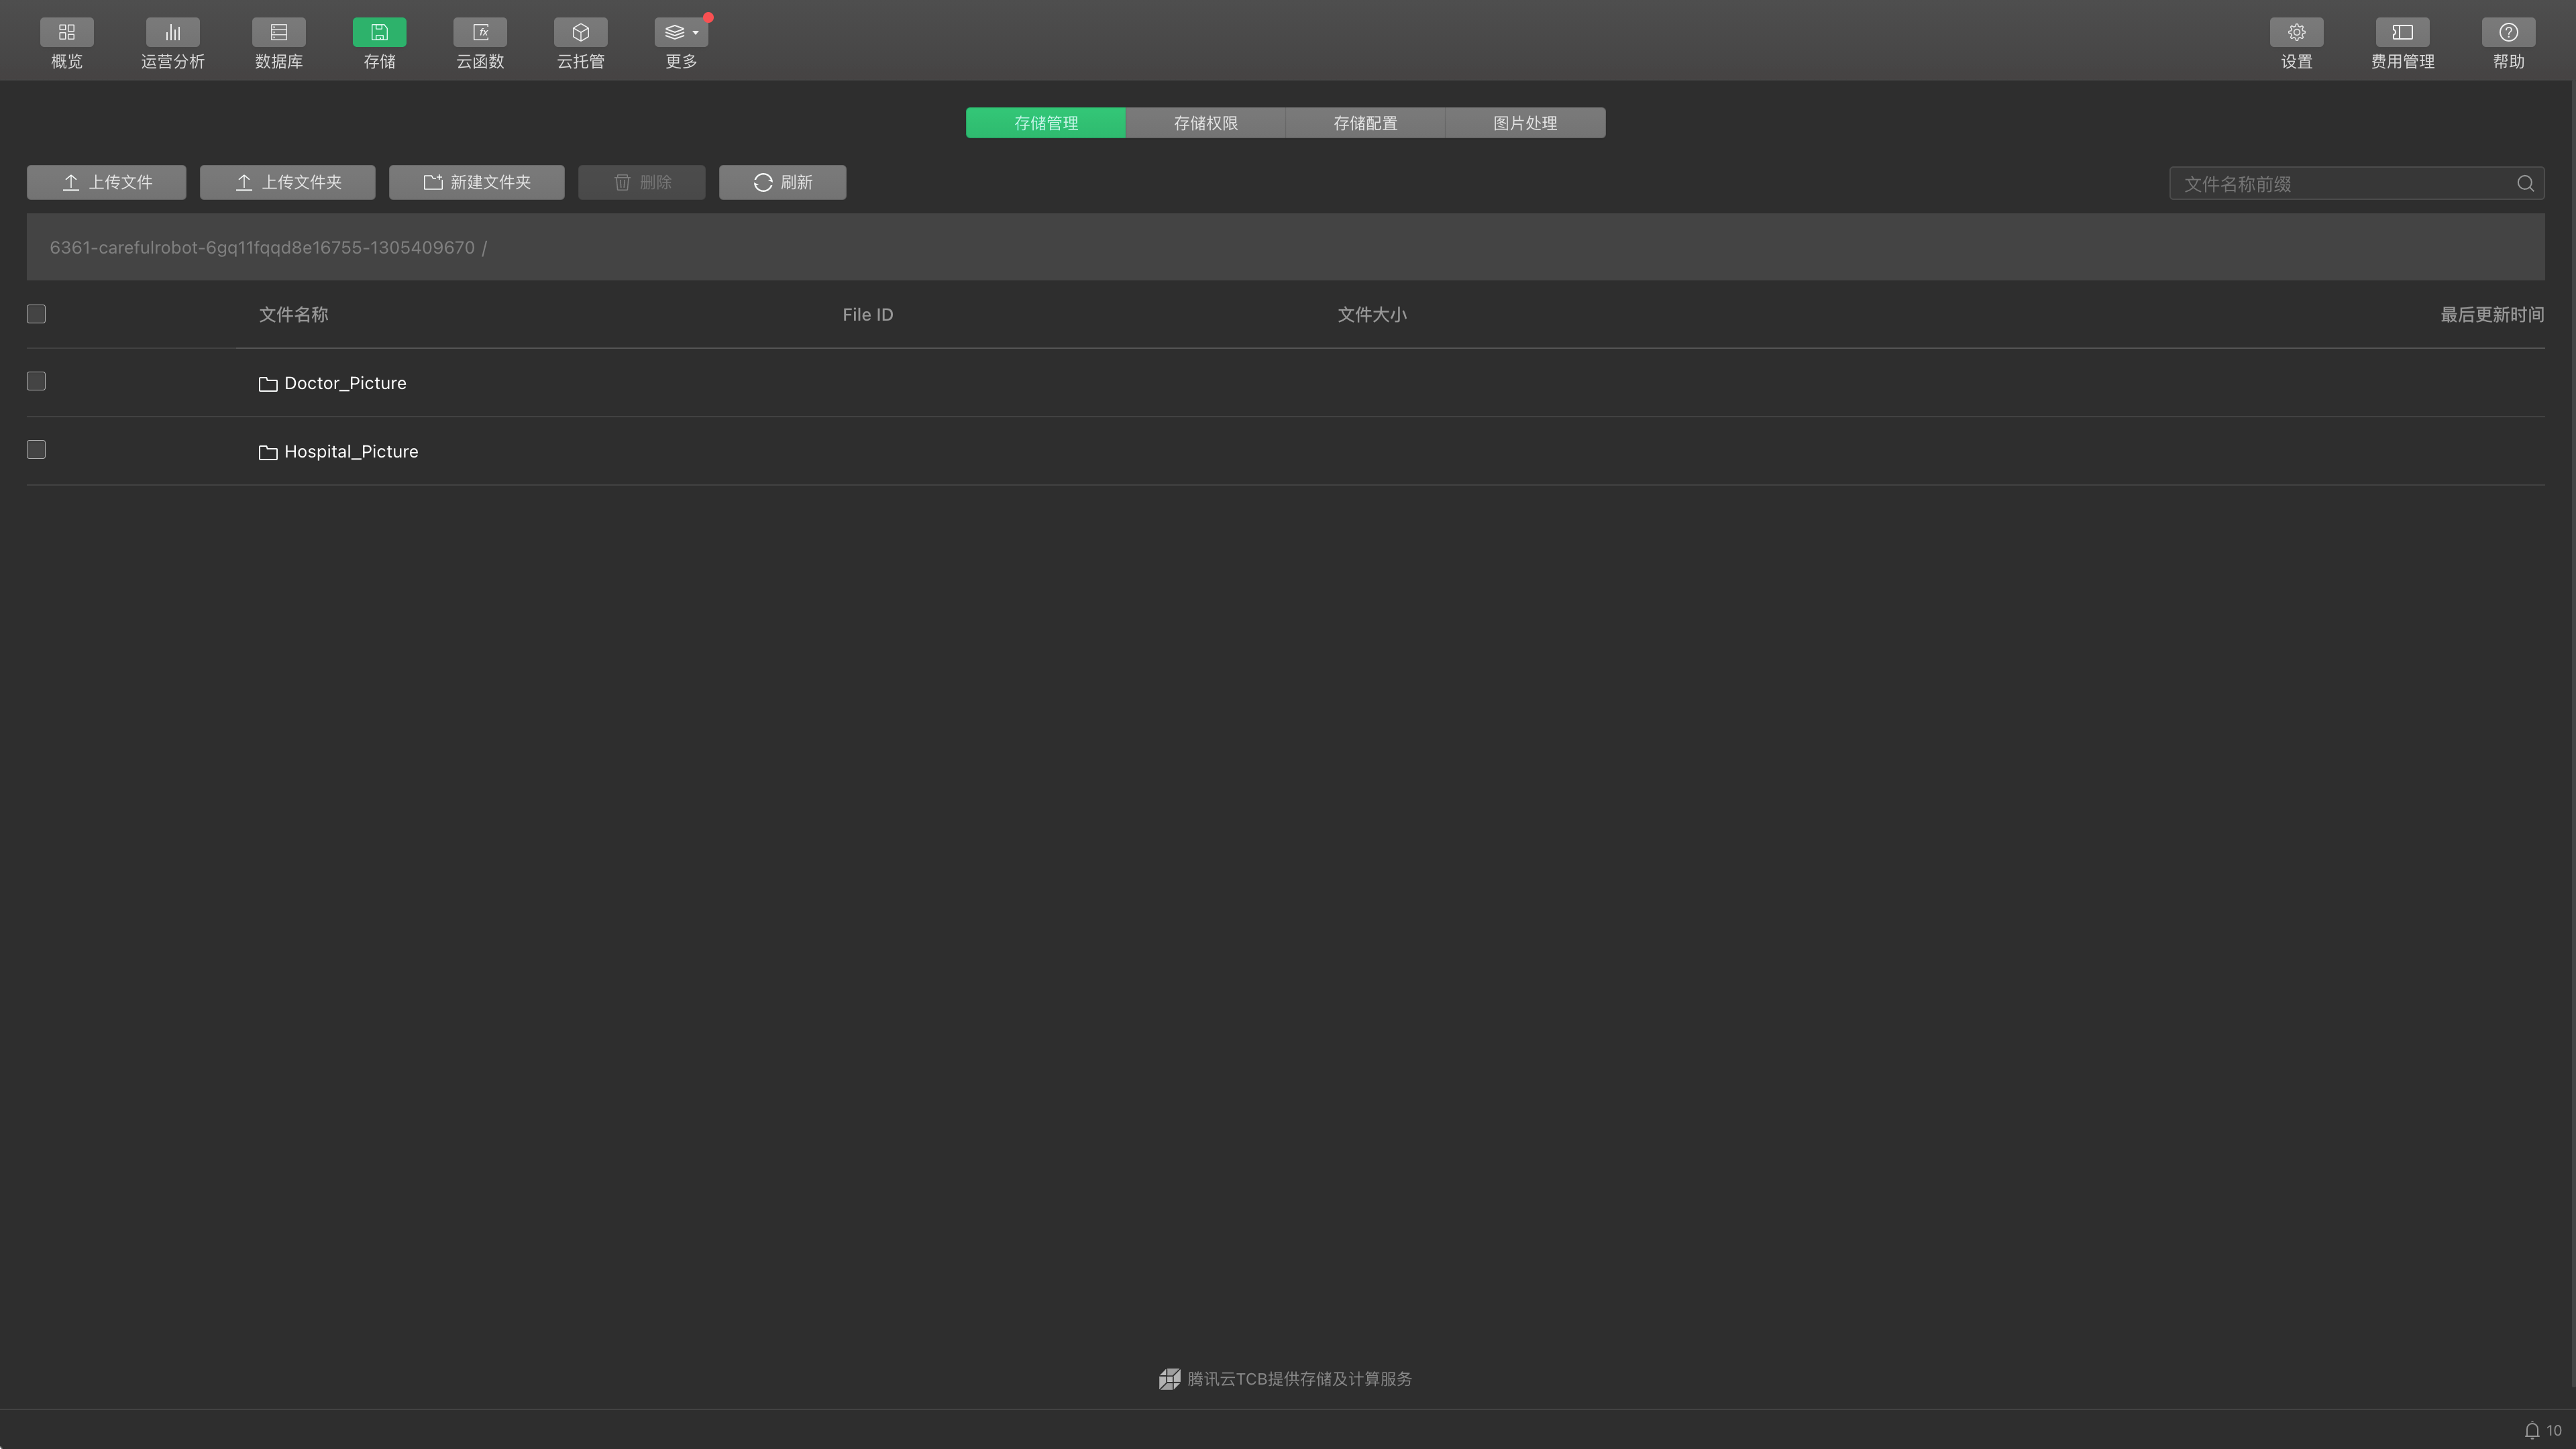 概览 运营分析 数据库 存储 云函数 云托管 更多 设置 费用管理 帮助
存储管理 存储权限 存储配置 图片处理
上传文件 上传文件夹 新建文件夹 删除 刷新 文件名称前缀
6361-carefulrobot-6gq11fqqd8e16755-1305409670 /
文件名称 File ID 文件大小 最后更新时间
Doctor_Picture
Hospital_Picture
腾讯云TCB提供存储及计算服务
10